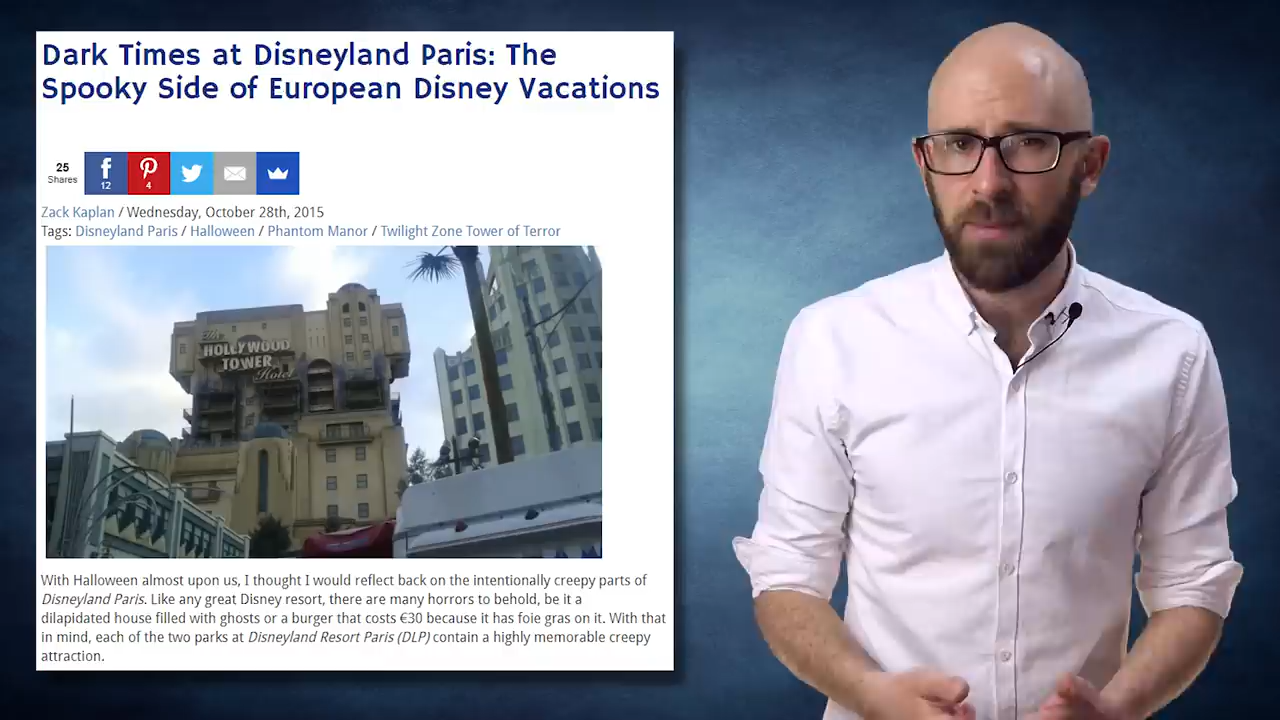 Dark Times at Disneyland Paris: The
Spooky Side of European Disney Vacations
25
Shares
12
4
Zack Kaplan / Wednesday, October 28th, 2015
Tags: Disneyland Paris / Halloween / Phantom Manor / Twilight Zone Tower of Terror
The
HOLLYWOOD
TOWER
Hotel
With Halloween almost upon us, I thought I would reflect back on the intentionally creepy parts of
Disneyland Paris. Like any great Disney resort, there are many horrors to behold, be it a
dilapidated house filled with ghosts or a burger that costs €30 because it has foie gras on it. With that
in mind, each of the two parks at Disneyland Resort Paris (DLP) contain a highly memorable creepy
attraction.